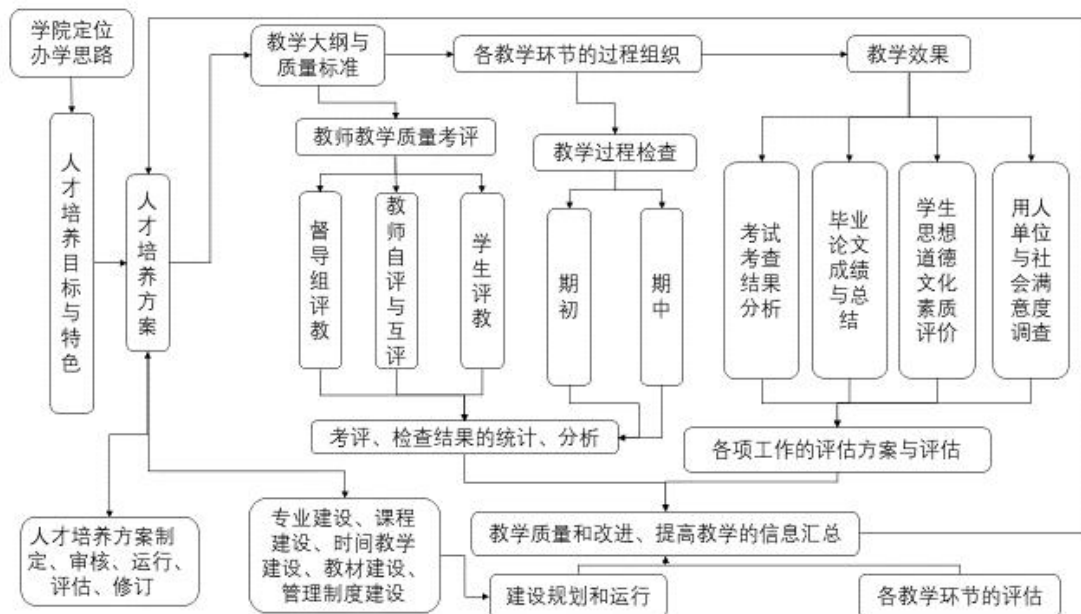 学院定位
办学思路
教学大纲与
质量标准
各教学环节的过程组织
教学效果
人才培养目标与特色
人才培养方案
教师教学质量考评
教学过程检查
督导组评教
教师自评与互评
学生评教
期初
期中
考试
考查
结果
分析
毕业
论文
成绩
与总
结
学生
思想
道德
文化
素质
评价
用人
单位
与社
会满
意度
调查
考评、检查结果的统计、分析
各项工作的评估方案与评估
人才培养方案制
定、审核、运行、
评估、修订
专业建设、课程
建设、时间教学
建设、教材建设、
管理制度建设
教学质量和改进、提高教学的信息汇总
建设规划和运行
各教学环节的评估